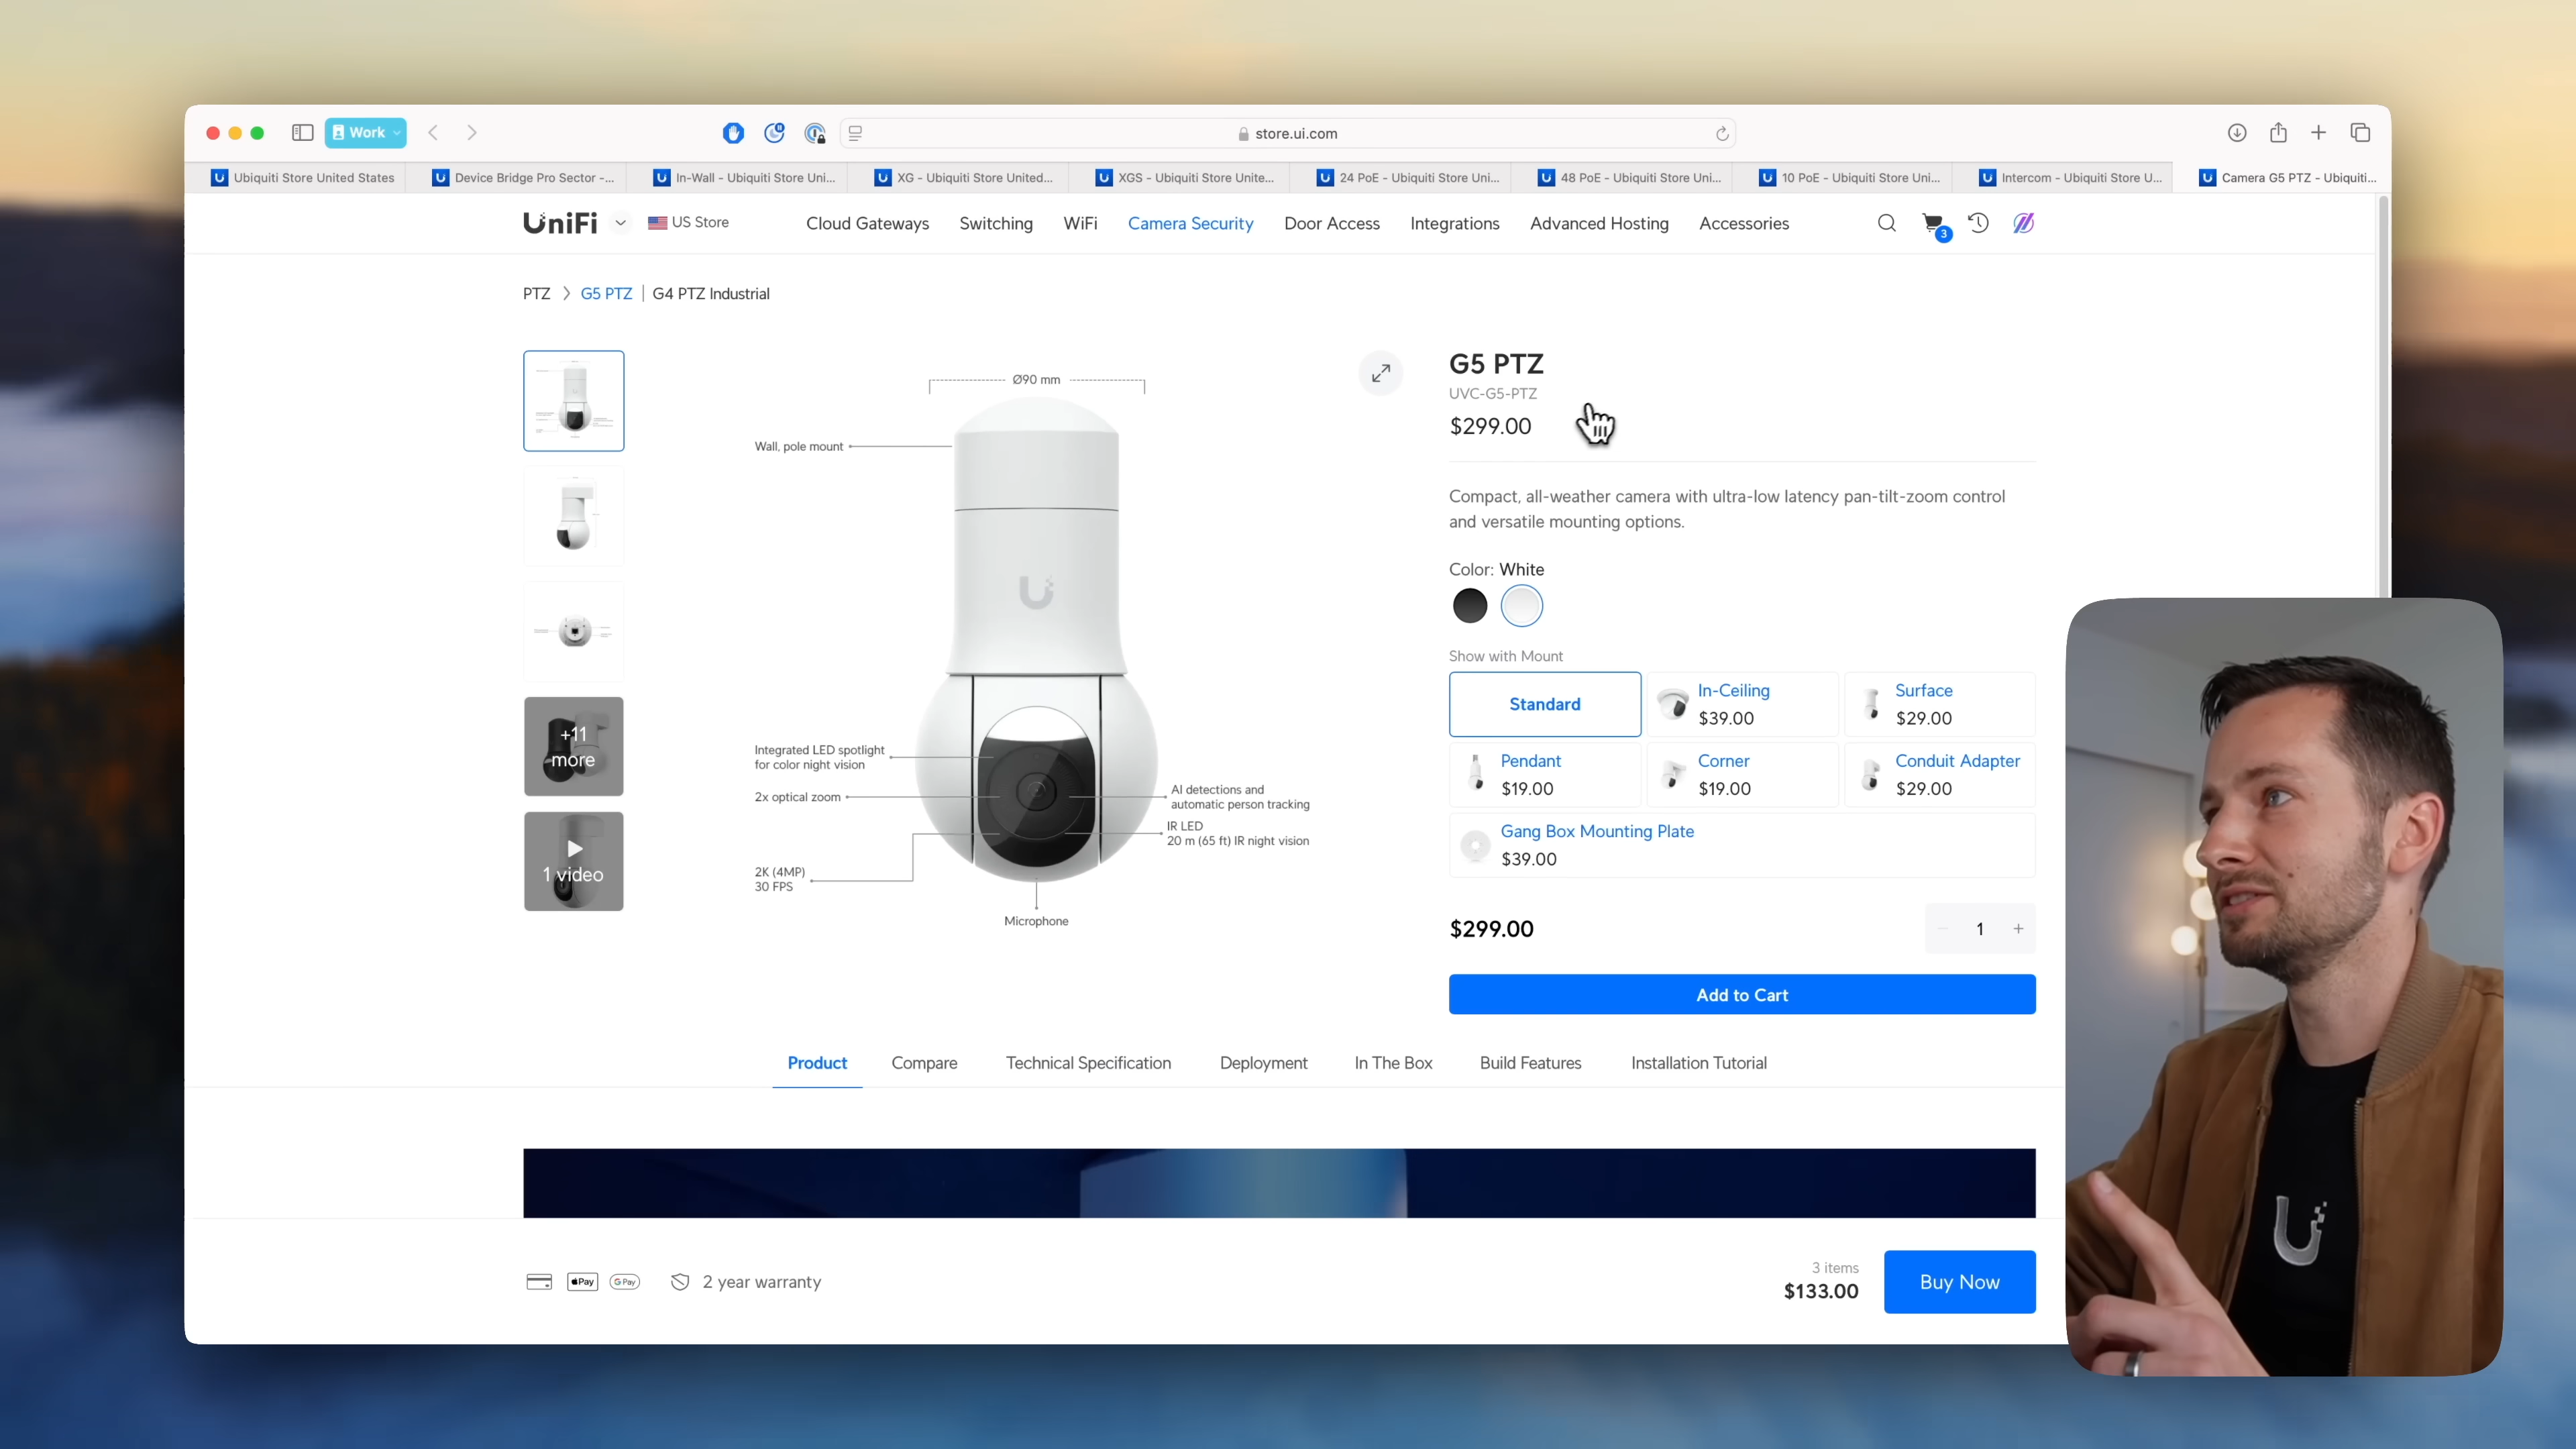 Work
store.ui.com
Ubiquiti Store United States
Device Bridge Pro Sector -...
In-Wall - Ubiquiti Store Uni...
XG - Ubiquiti Store United...
XGS - Ubiquiti Store Unite...
24 PoE - Ubiquiti Store Uni...
48 PoE - Ubiquiti Store Uni...
10 PoE - Ubiquiti Store Uni...
Intercom - Ubiquiti Store U...
Camera G5 PTZ - Ubiquiti...
UniFi
US Store
Cloud Gateways
Switching
WiFi
Camera Security
Door Access
Integrations
Advanced Hosting
Accessories
3
PTZ > G5 PTZ | G4 PTZ Industrial
Ø90 mm
Wall, pole mount
Integrated LED spotlight
for color night vision
2x optical zoom
AI detections and
automatic person tracking
IR LED
20 m (65 ft) IR night vision
2K (4MP)
30 FPS
Microphone
+11
more
1 video
G5 PTZ
UVC-G5-PTZ
$299.00
Compact, all-weather camera with ultra-low latency pan-tilt-zoom control
and versatile mounting options.
Color: White
Show with Mount
Standard
In-Ceiling
$39.00
Surface
$29.00
Pendant
$19.00
Corner
$19.00
Conduit Adapter
$29.00
Gang Box Mounting Plate
$39.00
$299.00
1
Add to Cart
Product
Compare
Technical Specification
Deployment
In The Box
Build Features
Installation Tutorial
Pay
G Pay
2 year warranty
3 items
$133.00
Buy Now